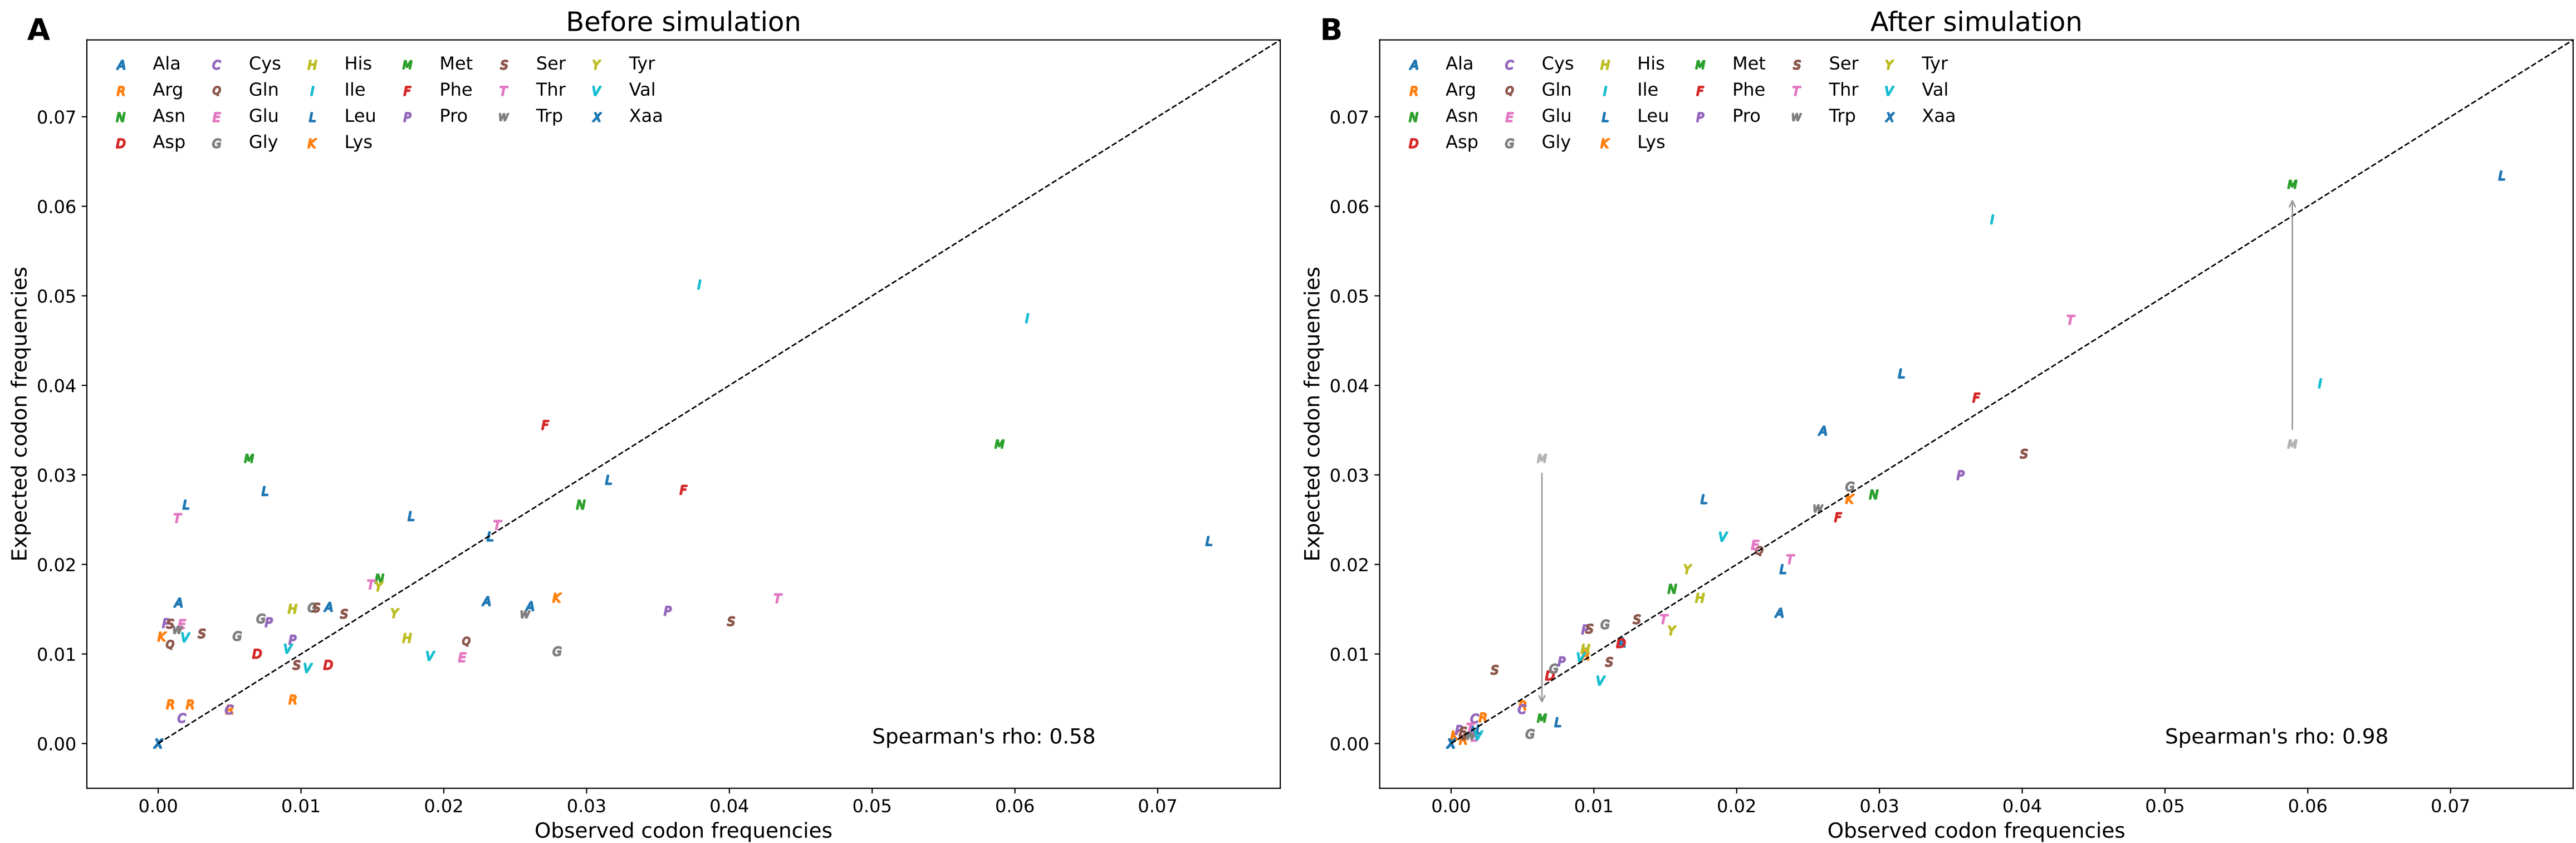 A
Before simulation
A Ala C Cys H His M Met S Ser Y Tyr
R Arg Q Gln I Ile F Phe T Thr V Val
N Asn E Glu L Leu P Pro W Trp X Xaa
D Asp G Gly K Lys
Expected codon frequencies
0.07
0.06
0.05
0.04
0.03
0.02
0.01
0.00
Spearman's rho: 0.58
0.00 0.01 0.02 0.03 0.04 0.05 0.06 0.07
Observed codon frequencies
B
After simulation
A Ala C Cys H His M Met S Ser Y Tyr
R Arg Q Gln I Ile F Phe T Thr V Val
N Asn E Glu L Leu P Pro W Trp X Xaa
D Asp G Gly K Lys
Expected codon frequencies
0.07
0.06
0.05
0.04
0.03
0.02
0.01
0.00
Spearman's rho: 0.98
0.00 0.01 0.02 0.03 0.04 0.05 0.06 0.07
Observed codon frequencies